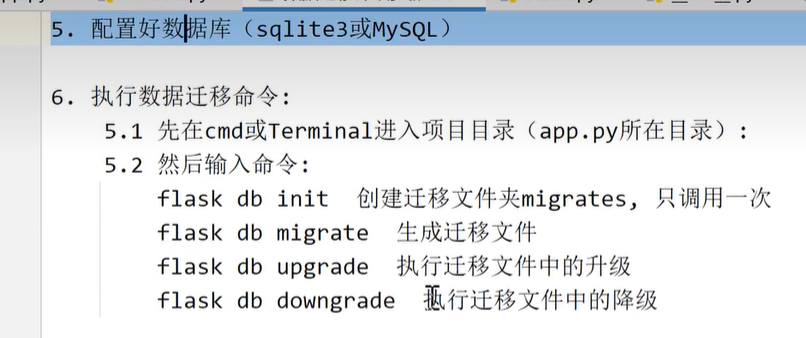 5. 配置好数据库（sqlite3或MySQL）
6. 执行数据迁移命令:
5.1 先在cmd或Terminal进入项目目录（app.py所在目录）:
5.2 然后输入命令:
flask db init  创建迁移文件夹migrates, 只调用一次
flask db migrate  生成迁移文件
flask db upgrade  执行迁移文件中的升级
flask db downgrade  执行迁移文件中的降级